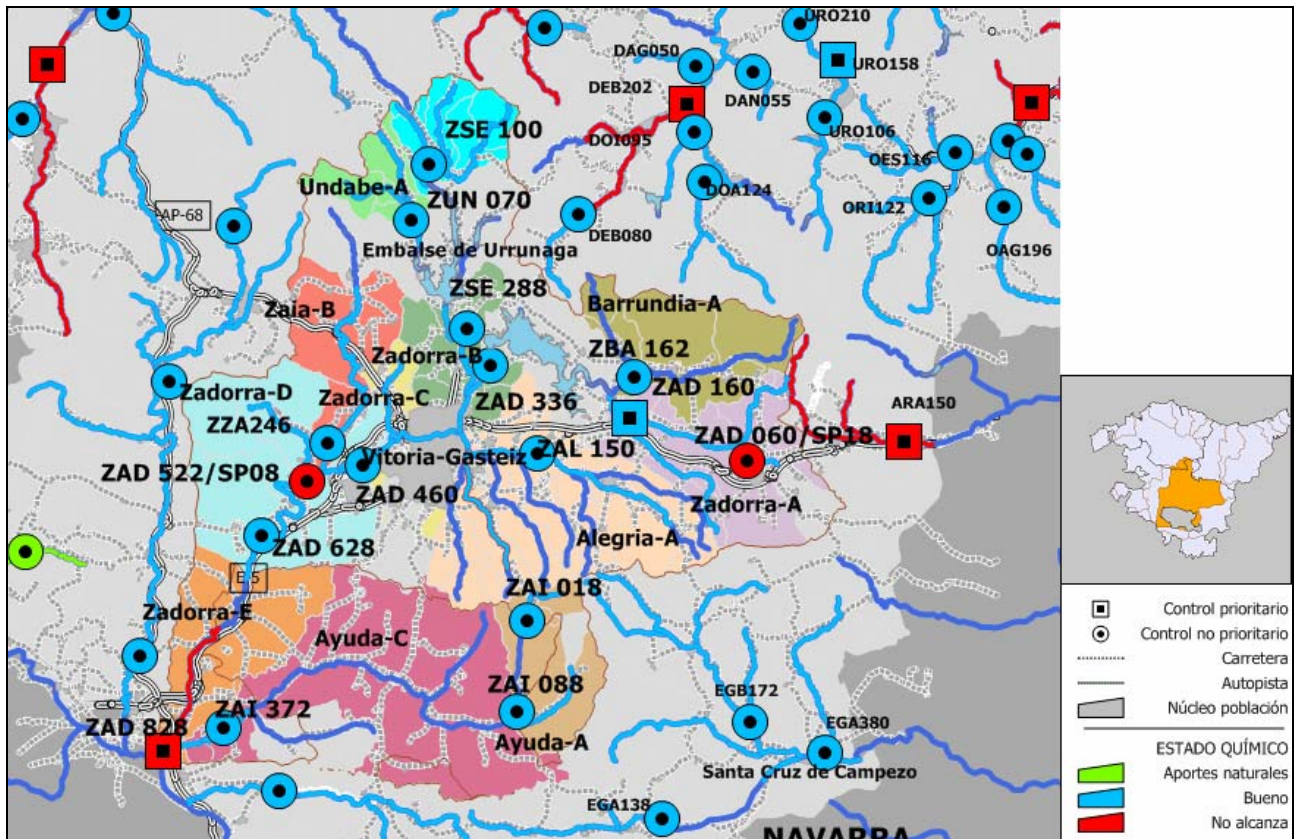 URO210
DAG050
URO158
DEB202
DAN055
ZSE 100
URO106
DOI095
OES116
Undabe-A
DOA124
ZUN 070
ORI122
AP-68
DEB080
Embalse de Urrunaga
OAG196
ZSE 288
Zaia-B
Barrundia-A
Zadorra-B
ZBA 162
Zadorra-D
ZAD 160
Zadorra-C
ZAD 336
ARA150
ZZA246
ZAD 060/SP18
ZAL 150
Vitoria-Gasteiz
ZAD 522/SP08
ZAD 460
Zadorra-A
ZAD 628
Alegria-A
E-5
ZAI 018
Zadorra-E
Ayuda-C
ZAI 088
EGB172
ZAI 372
ZAD 828
EGA380
Ayuda-A
Santa Cruz de Campezo
EGA138
NAVARRA
Control prioritario
Control no prioritario
Carretera
Autopista
Núcleo población
ESTADO QUÍMICO
Aportes naturales
Bueno
No alcanza